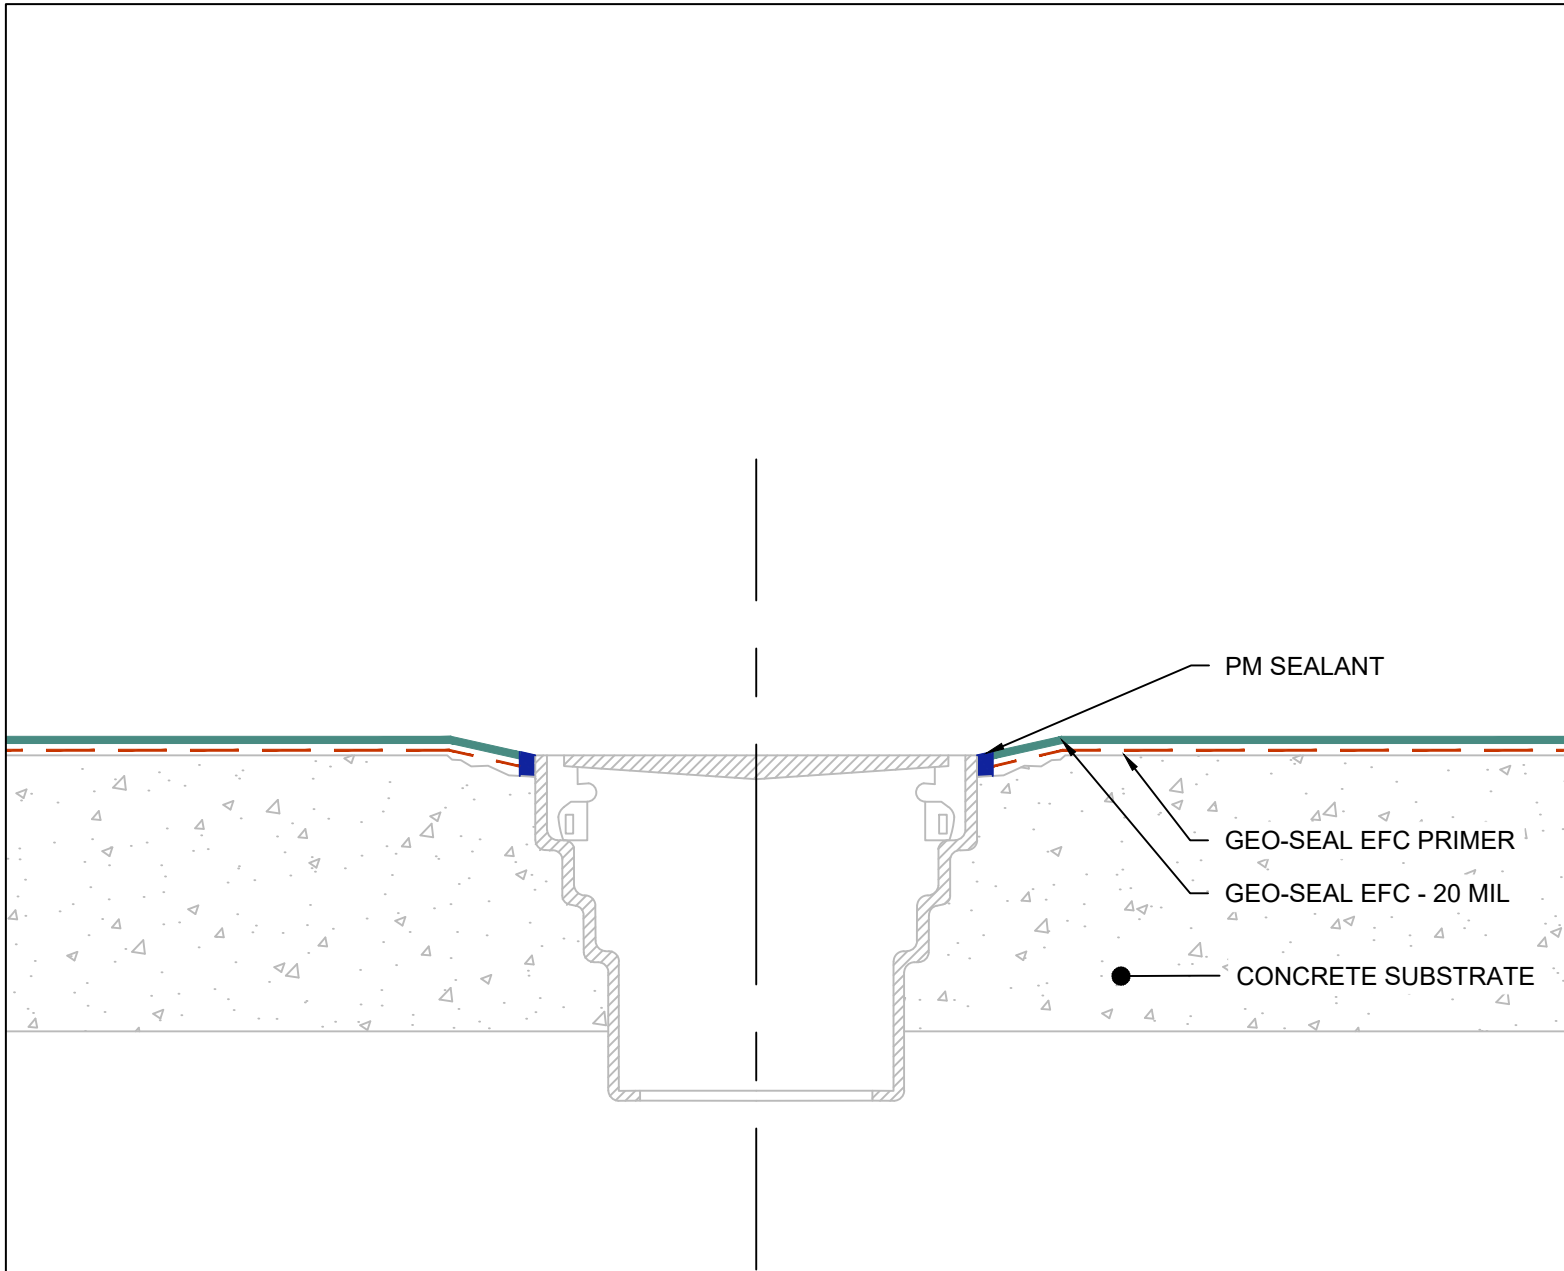 PM SEALANT
GEO-SEAL EFC PRIMER
GEO-SEAL EFC - 20 MIL
CONCRETE SUBSTRATE